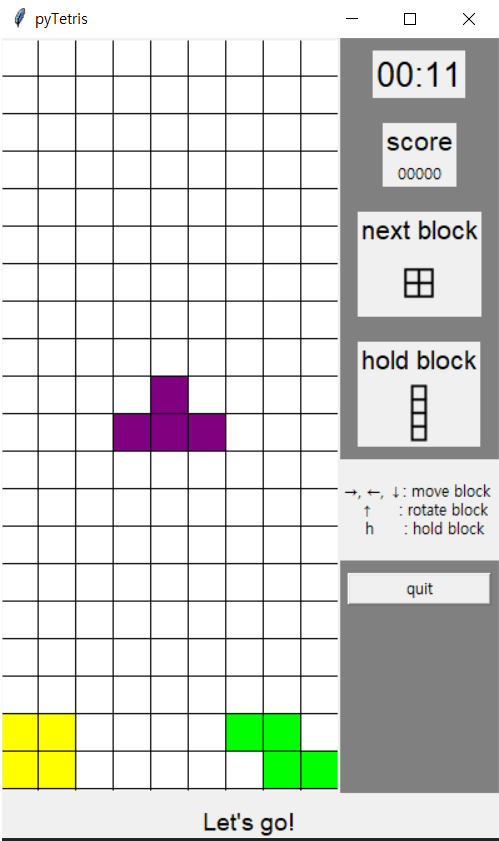 pyTetris
00:11
score
00000
next block
hold block
→, ←, ↓ : move block
↑ : rotate block
h : hold block
quit
Let's go!